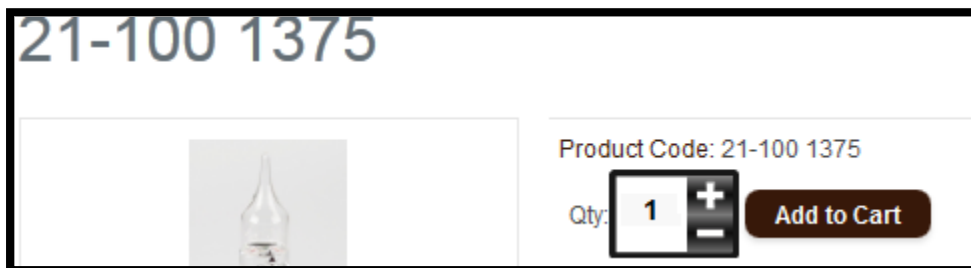 21-100 1375
Product Code: 21-100 1375
Qty: 1 + −
Add to Cart